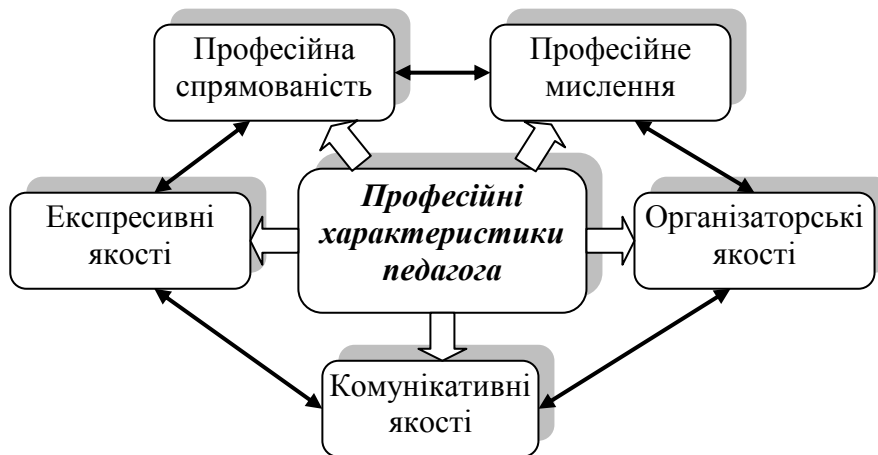 Професійна
спрямованість
Професійне
мислення
Професійні
характеристики
педагога
Експресивні
якості
Організаторські
якості
Комунікативні
якості